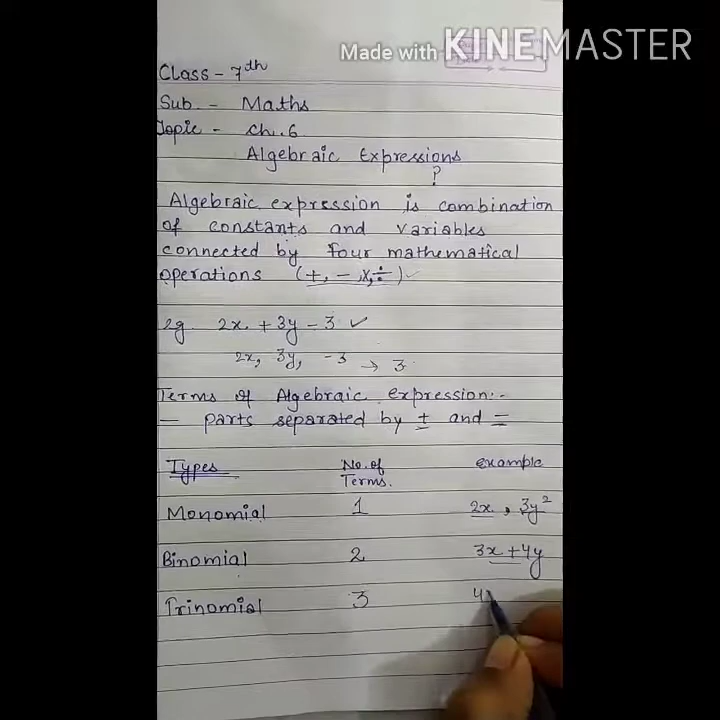 Made with KINEMASTER
Class - 7th
Sub. - Maths
Topic - Ch. 6
Algebraic Expressions
?
Algebraic expression is combination
of constants and variables
connected by four mathematical
operations (+, -, x, ÷) ✓
eg. 2x + 3y - 3 ✓
2x, 3y, -3 → 3
Terms of Algebraic expression:-
- parts separated by + and -
Types No. of Terms. example
Monomial 1 2x, 3y²
Binomial 2 3x + 4y
Trinomial 3 4